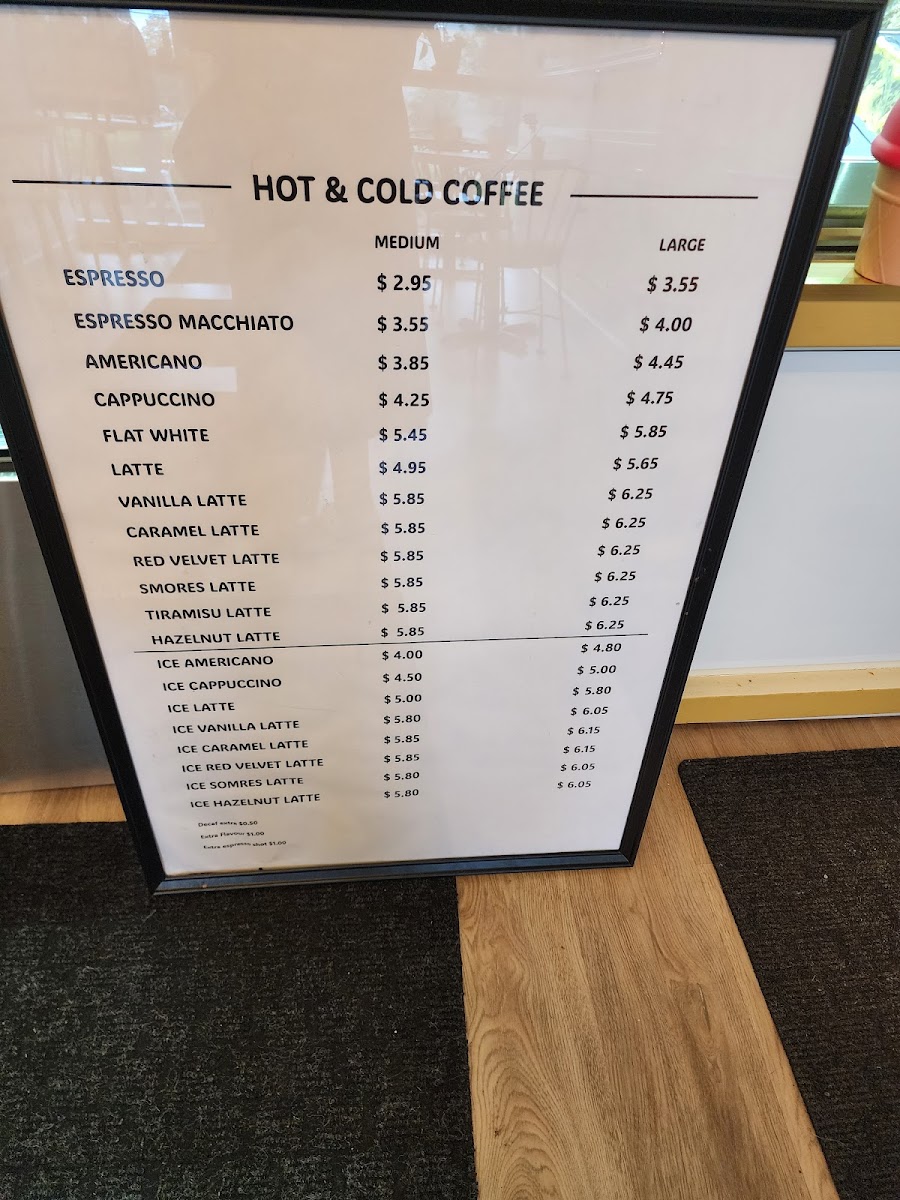 HOT & COLD COFFEE
MEDIUM LARGE
ESPRESSO $ 2.95 $ 3.55
ESPRESSO MACCHIATO $ 3.55 $ 4.00
AMERICANO $ 3.85 $ 4.45
CAPPUCCINO $ 4.25 $ 4.75
FLAT WHITE $ 5.45 $ 5.85
LATTE $ 4.95 $ 5.65
VANILLA LATTE $ 5.85 $ 6.25
CARAMEL LATTE $ 5.85 $ 6.25
RED VELVET LATTE $ 5.85 $ 6.25
SMORES LATTE $ 5.85 $ 6.25
TIRAMISU LATTE $ 5.85 $ 6.25
HAZELNUT LATTE $ 5.85 $ 6.25
ICE AMERICANO $ 4.00 $ 4.80
ICE CAPPUCCINO $ 4.50 $ 5.00
ICE LATTE $ 5.00 $ 5.80
ICE VANILLA LATTE $ 5.80 $ 6.05
ICE CARAMEL LATTE $ 5.85 $ 6.15
ICE RED VELVET LATTE $ 5.85 $ 6.15
ICE SOMRES LATTE $ 5.80 $ 6.05
ICE HAZELNUT LATTE $ 5.80 $ 6.05
Decaf extra $0.50
Extra Flavour $1.00
Extra espresso shot $1.00